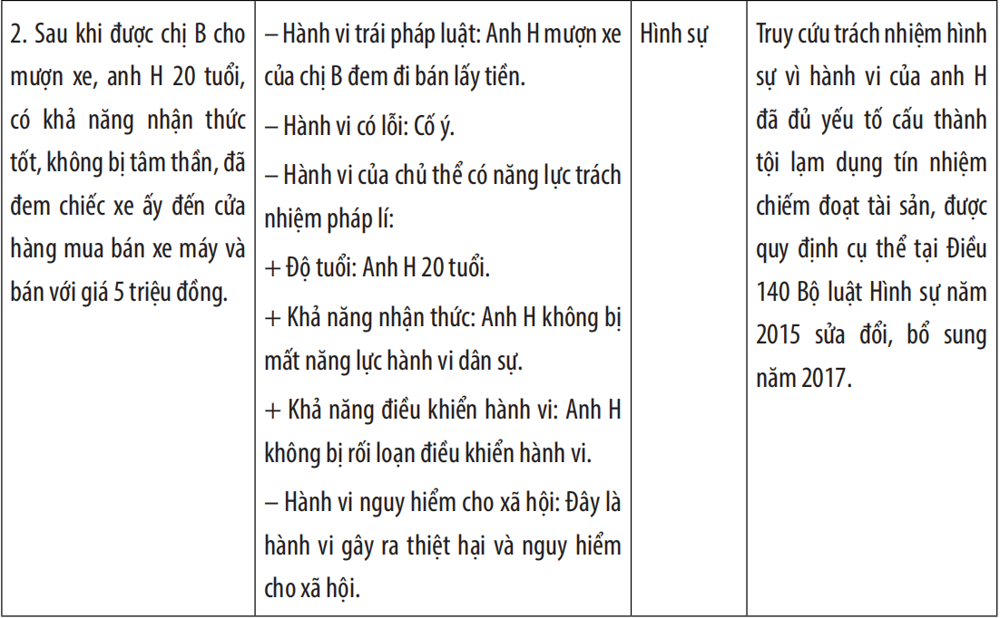 2. Sau khi được chị B cho
mượn xe, anh H 20 tuổi,
có khả năng nhận thức
tốt, không bị tâm thần, đã
đem chiếc xe ấy đến cửa
hàng mua bán xe máy và
bán với giá 5 triệu đồng.
– Hành vi trái pháp luật: Anh H mượn xe
của chị B đem đi bán lấy tiền.
– Hành vi có lỗi: Cố ý.
– Hành vi của chủ thể có năng lực trách
nhiệm pháp lí:
+ Độ tuổi: Anh H 20 tuổi.
+ Khả năng nhận thức: Anh H không bị
mất năng lực hành vi dân sự.
+ Khả năng điều khiển hành vi: Anh H
không bị rối loạn điều khiển hành vi.
– Hành vi nguy hiểm cho xã hội: Đây là
hành vi gây ra thiệt hại và nguy hiểm
cho xã hội.
Hình sự
Truy cứu trách nhiệm hình
sự vì hành vi của anh H
đã đủ yếu tố cấu thành
tội lạm dụng tín nhiệm
chiếm đoạt tài sản, được
quy định cụ thể tại Điều
140 Bộ luật Hình sự năm
2015 sửa đổi, bổ sung
năm 2017.